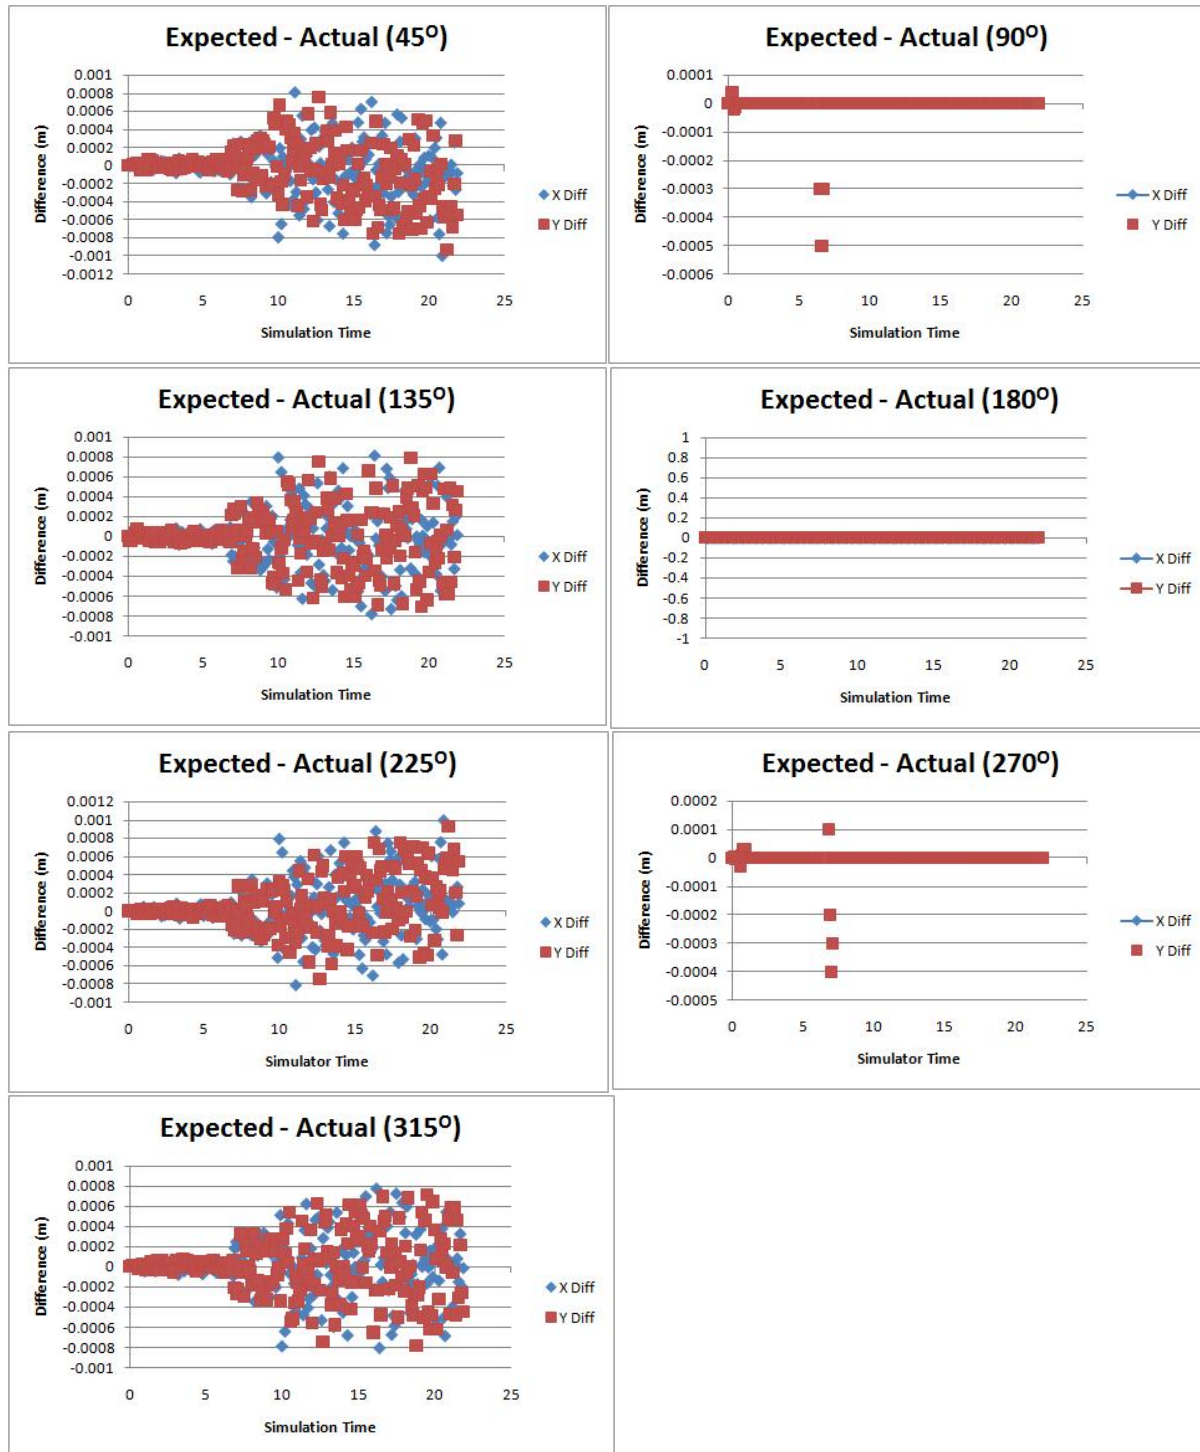 Expected - Actual (45O)
0.001
0.0008
0.0006
0.0004
0.0002
0
-0.0002
-0.0004
-0.0006
-0.0008
-0.001
-0.0012
Difference (m)
0 5 10 15 20 25
Simulation Time
X Diff
Y Diff
Expected - Actual (90O)
0.0001
0
-0.0001
-0.0002
-0.0003
-0.0004
-0.0005
-0.0006
Difference (m)
0 5 10 15 20 25
Simulation Time
X Diff
Y Diff
Expected - Actual (135O)
0.001
0.0008
0.0006
0.0004
0.0002
0
-0.0002
-0.0004
-0.0006
-0.0008
-0.001
Difference (m)
0 5 10 15 20 25
Simulation Time
X Diff
Y Diff
Expected - Actual (180O)
1
0.8
0.6
0.4
0.2
0
-0.2
-0.4
-0.6
-0.8
-1
Difference (m)
0 5 10 15 20 25
Simulation Time
X Diff
Y Diff
Expected - Actual (225O)
0.0012
0.001
0.0008
0.0006
0.0004
0.0002
0
-0.0002
-0.0004
-0.0006
-0.0008
-0.001
Difference (m)
0 5 10 15 20 25
Simulator Time
X Diff
Y Diff
Expected - Actual (270O)
0.0002
0.0001
0
-0.0001
-0.0002
-0.0003
-0.0004
-0.0005
Difference (m)
0 5 10 15 20 25
Simulator Time
X Diff
Y Diff
Expected - Actual (315O)
0.001
0.0008
0.0006
0.0004
0.0002
0
-0.0002
-0.0004
-0.0006
-0.0008
-0.001
Difference (m)
0 5 10 15 20 25
Simulation Time
X Diff
Y Diff